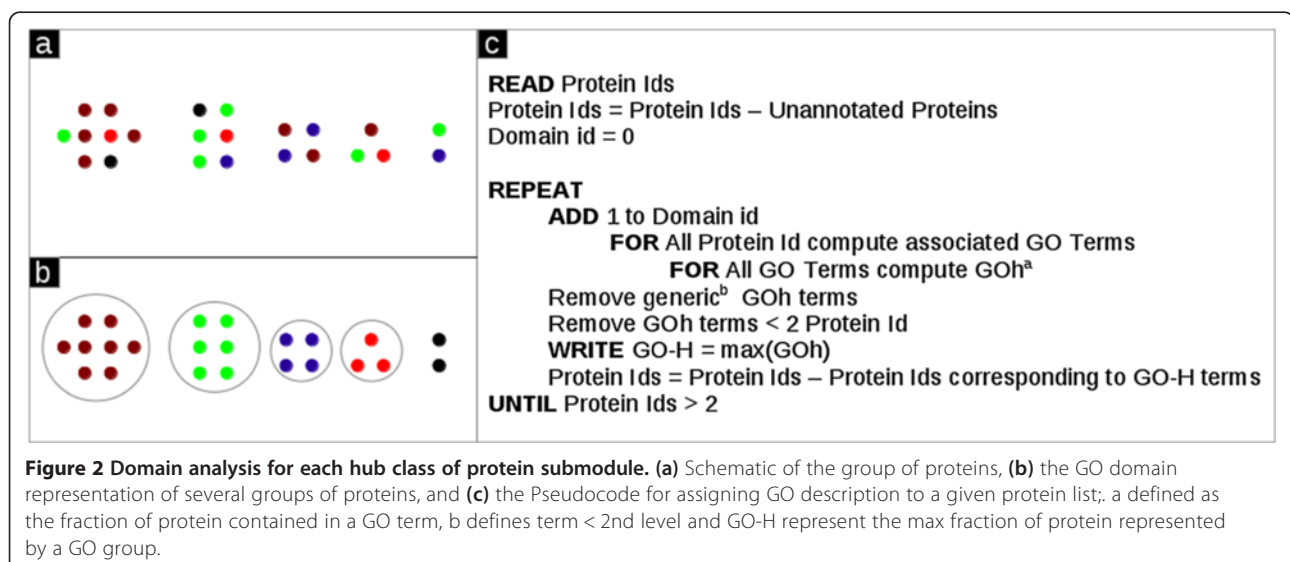 a
b
c
READ Protein Ids
Protein Ids = Protein Ids – Unannotated Proteins
Domain id = 0
REPEAT
ADD 1 to Domain id
FOR All Protein Id compute associated GO Terms
FOR All GO Terms compute GOhᵃ
Remove genericᵇ GOh terms
Remove GOh terms < 2 Protein Id
WRITE GO-H = max(GOh)
Protein Ids = Protein Ids – Protein Ids corresponding to GO-H terms
UNTIL Protein Ids > 2
Figure 2 Domain analysis for each hub class of protein submodule. (a) Schematic of the group of proteins, (b) the GO domain
representation of several groups of proteins, and (c) the Pseudocode for assigning GO description to a given protein list;. a defined as
the fraction of protein contained in a GO term, b defines term < 2nd level and GO-H represent the max fraction of protein represented
by a GO group.